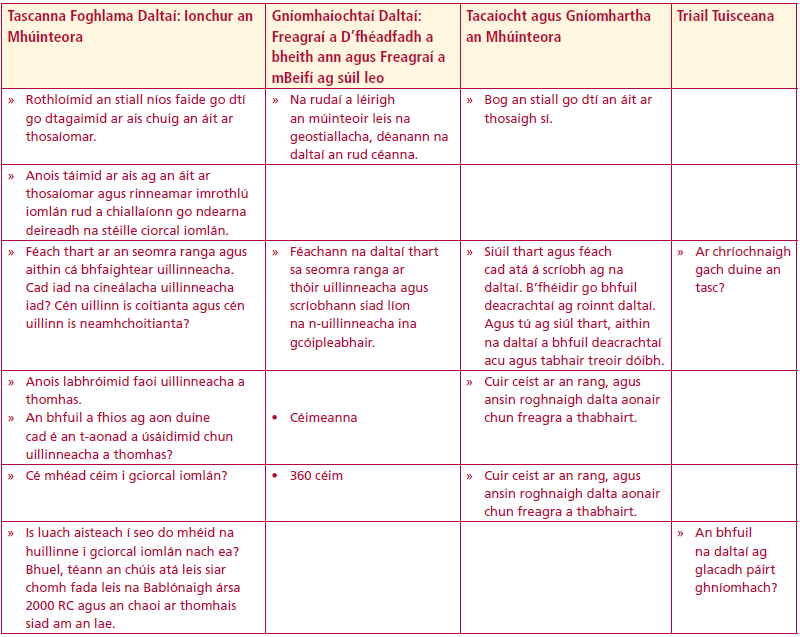 Tascanna Foghlama Daltaí: Ionchur an
Mhúinteora
Gníomhaíochtaí Daltaí:
Freagraí a D'fhéadfadh a
bheith ann agus Freagraí a
mBeifí ag súil leo
Tacaíocht agus Gníomhartha
an Mhúinteora
Triail Tuisceana
» Rothloímid an stiall níos faide go dtí
go dtagaimid ar ais chuig an áit ar
thosaíomar.
» Na rudaí a léirigh
an múinteoir leis na
geostiallacha, déanann na
daltaí an rud céanna.
» Bog an stiall go dtí an áit ar
thosaigh sí.
» Anois táimid ar ais ag an áit ar
thosaíomar agus rinneamar imrothlú
iomlán rud a chiallaíonn go ndearna
deireadh na stéille ciorcal iomlán.
» Féach thart ar an seomra ranga agus
aithin cá bhfaightear uillinneacha.
Cad iad na cineálacha uillinneacha
iad? Cén uillinn is coitianta agus cén
uillinn is neamhchoitianta?
» Féachann na daltaí thart
sa seomra ranga ar
thóir uillinneacha agus
scríobhann siad líon
na n-uillinneacha ina
gcóipleabhair.
» Siúil thart agus féach
cad atá á scríobh ag na
daltaí. B'fhéidir go bhfuil
deacrachtaí ag roinnt daltaí.
Agus tú ag siúl thart, aithin
na daltaí a bhfuil deacrachtaí
acu agus tabhair treoir dóibh.
» Ar chríochnaigh
gach duine an
tasc?
» Anois labhróimid faoi uillinneacha a
thomhas.
» An bhfuil a fhios ag aon duine
cad é an t-aonad a úsáidimid chun
uillinneacha a thomhas?
• Céimeanna
» Cuir ceist ar an rang, agus
ansin roghnaigh dalta aonair
chun freagra a thabhairt.
» Cé mhéad céim i gciorcal iomlán?
• 360 céim
» Cuir ceist ar an rang, agus
ansin roghnaigh dalta aonair
chun freagra a thabhairt.
» Is luach aisteach í seo do mhéid na
huillinne i gciorcal iomlán nach ea?
Bhuel, téann an chúis atá leis siar
chomh fada leis na Bablónaigh ársa
2000 RC agus an chaoi ar thomhais
siad am an lae.
» An bhfuil
na daltaí ag
glacadh páirt
ghníomhach?